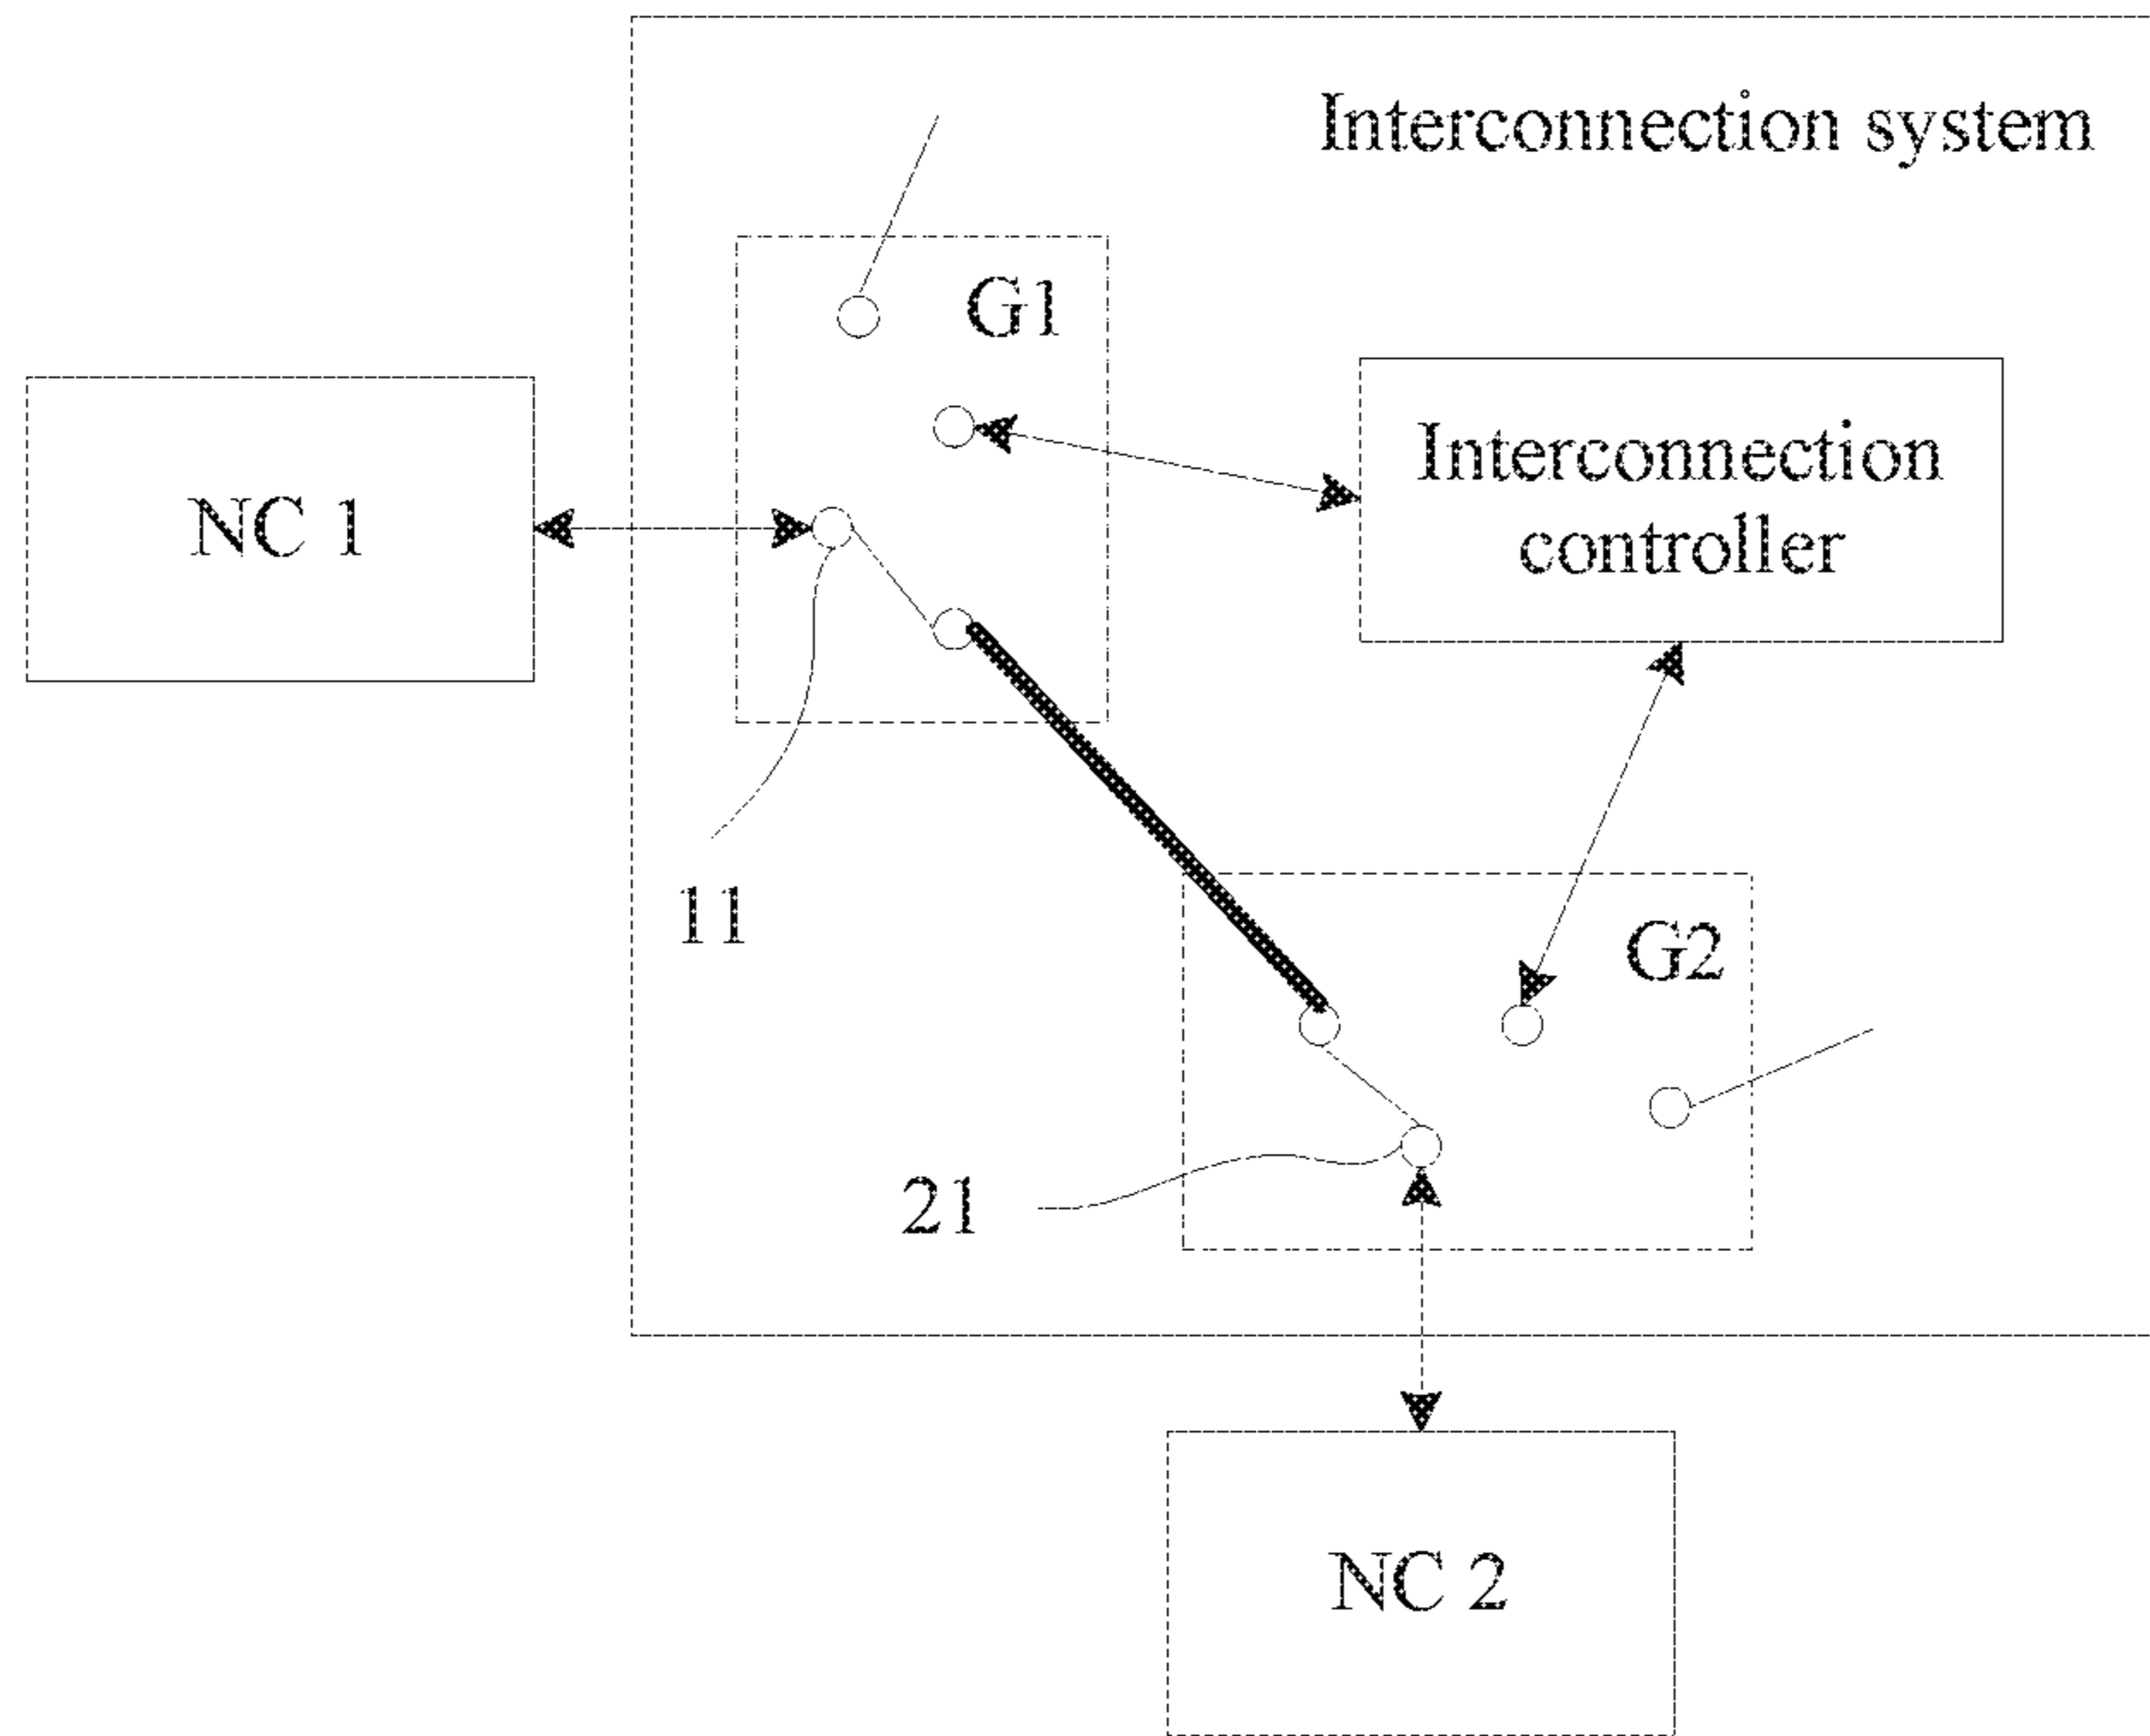 Interconnection system
G1
Interconnection
controller
NC 1
11
G2
21
NC 2